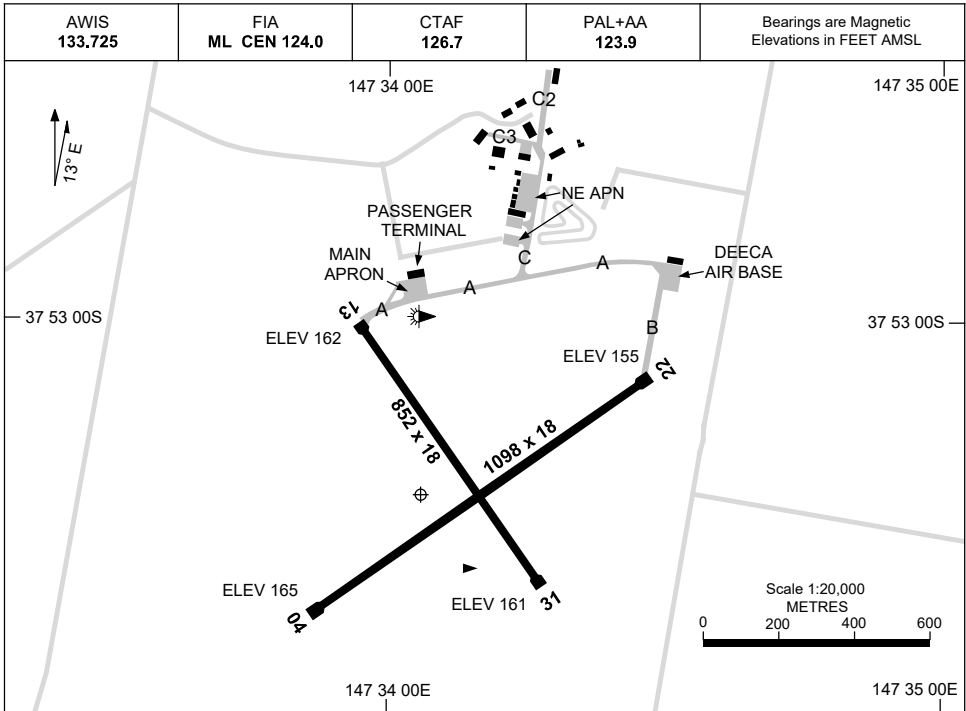 AWIS
133.725
FIA
ML CEN 124.0
CTAF
126.7
PAL+AA
123.9
Bearings are Magnetic
Elevations in FEET AMSL
147 34 00E
147 35 00E
13° E
C2
C3
NE APN
PASSENGER
TERMINAL
MAIN
APRON
C
A
A
A
DEECA
AIR BASE
37 53 00S
37 53 00S
13
ELEV 162
B
ELEV 155
22
852 x 18
1098 x 18
ELEV 165
04
ELEV 161
31
Scale 1:20,000
METRES
0 200 400 600
147 34 00E
147 35 00E